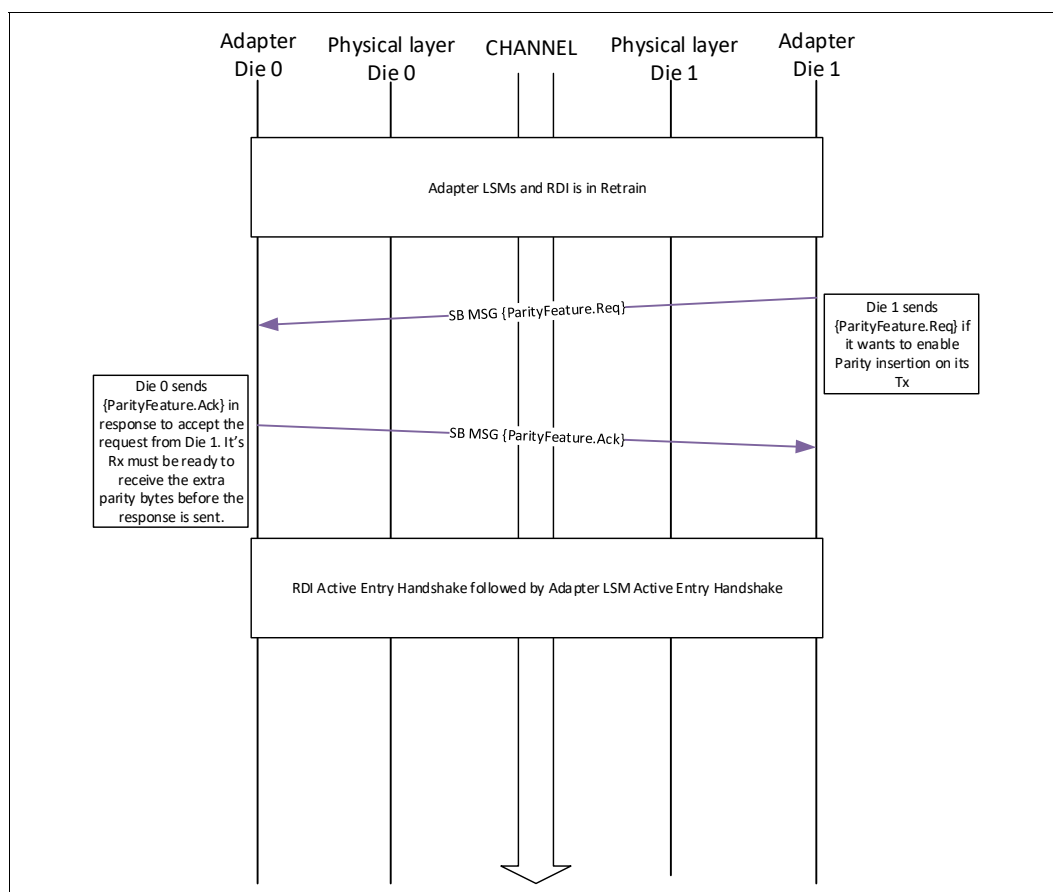 Adapter
Die 0
Physical layer
Die 0
CHANNEL
Physical layer
Die 1
Adapter
Die 1
Adapter LSMs and RDI is in Retrain
SB MSG {ParityFeature.Req}
Die 1 sends
{ParityFeature.Req} if
it wants to enable
Parity insertion on its
Tx
Die 0 sends
{ParityFeature.Ack} in
response to accept the
request from Die 1. It's
Rx must be ready to
receive the extra
parity bytes before the
response is sent.
SB MSG {ParityFeature.Ack}
RDI Active Entry Handshake followed by Adapter LSM Active Entry Handshake